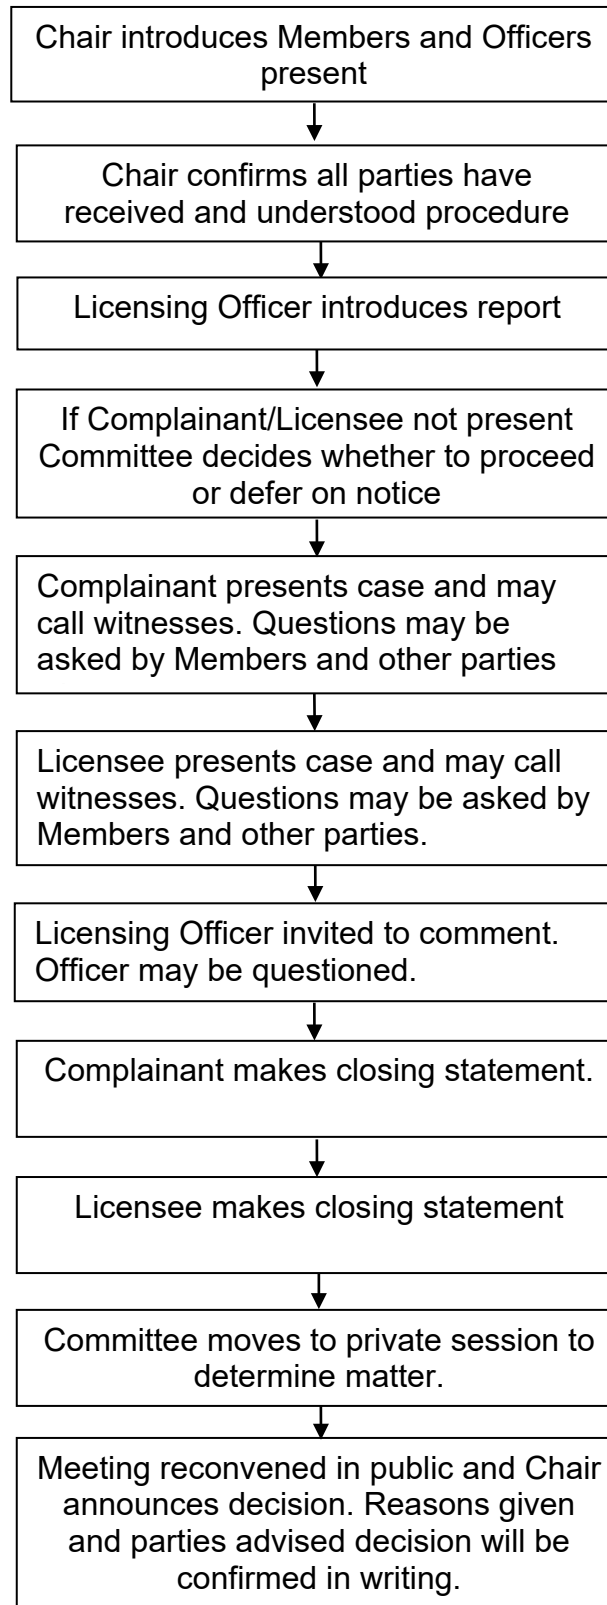 Chair introduces Members and Officers
present
Chair confirms all parties have
received and understood procedure
Licensing Officer introduces report
If Complainant/Licensee not present
Committee decides whether to proceed
or defer on notice
Complainant presents case and may
call witnesses. Questions may be
asked by Members and other parties
Licensee presents case and may call
witnesses. Questions may be asked by
Members and other parties.
Licensing Officer invited to comment.
Officer may be questioned.
Complainant makes closing statement.
Licensee makes closing statement
Committee moves to private session to
determine matter.
Meeting reconvened in public and Chair
announces decision. Reasons given
and parties advised decision will be
confirmed in writing.